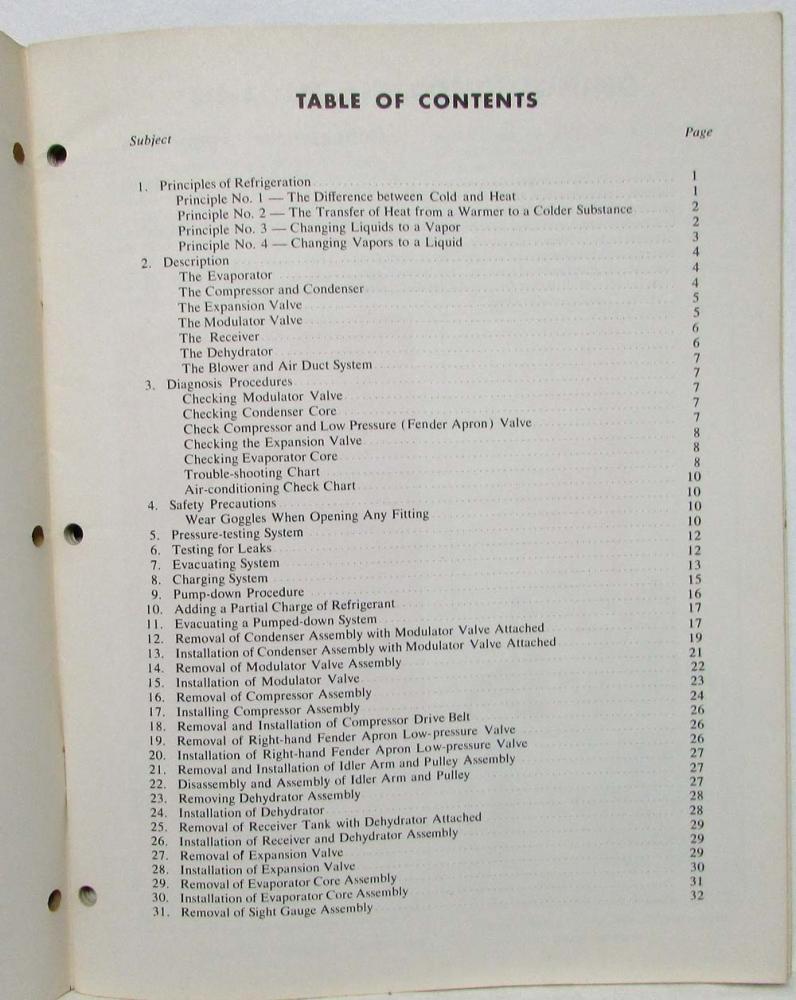 TABLE OF CONTENTS
Subject Page
1. Principles of Refrigeration 1
Principle No. 1 — The Difference between Cold and Heat 1
Principle No. 2 — The Transfer of Heat from a Warmer to a Colder Substance 2
Principle No. 3 — Changing Liquids to a Vapor 2
Principle No. 4 — Changing Vapors to a Liquid 3
2. Description 4
The Evaporator 4
The Compressor and Condenser 4
The Expansion Valve 5
The Modulator Valve 5
The Receiver 6
The Dehydrator 6
The Blower and Air Duct System 7
3. Diagnosis Procedures 7
Checking Modulator Valve 7
Checking Condenser Core 7
Check Compressor and Low Pressure (Fender Apron) Valve 7
Checking the Expansion Valve 8
Checking Evaporator Core 8
Trouble-shooting Chart 8
Air-conditioning Check Chart 10
4. Safety Precautions 10
Wear Goggles When Opening Any Fitting 10
5. Pressure-testing System 10
6. Testing for Leaks 12
7. Evacuating System 12
8. Charging System 13
9. Pump-down Procedure 15
10. Adding a Partial Charge of Refrigerant 16
11. Evacuating a Pumped-down System 17
12. Removal of Condenser Assembly with Modulator Valve Attached 17
13. Installation of Condenser Assembly with Modulator Valve Attached 19
14. Removal of Modulator Valve Assembly 21
15. Installation of Modulator Valve 22
16. Removal of Compressor Assembly 23
17. Installing Compressor Assembly 24
18. Removal and Installation of Compressor Drive Belt 26
19. Removal of Right-hand Fender Apron Low-pressure Valve 26
20. Installation of Right-hand Fender Apron Low-pressure Valve 26
21. Removal and Installation of Idler Arm and Pulley Assembly 27
22. Disassembly and Assembly of Idler Arm and Pulley 27
23. Removing Dehydrator Assembly 27
24. Installation of Dehydrator 28
25. Removal of Receiver Tank with Dehydrator Attached 28
26. Installation of Receiver and Dehydrator Assembly 29
27. Removal of Expansion Valve 29
28. Installation of Expansion Valve 29
29. Removal of Evaporator Core Assembly 30
30. Installation of Evaporator Core Assembly 31
31. Removal of Sight Gauge Assembly 32